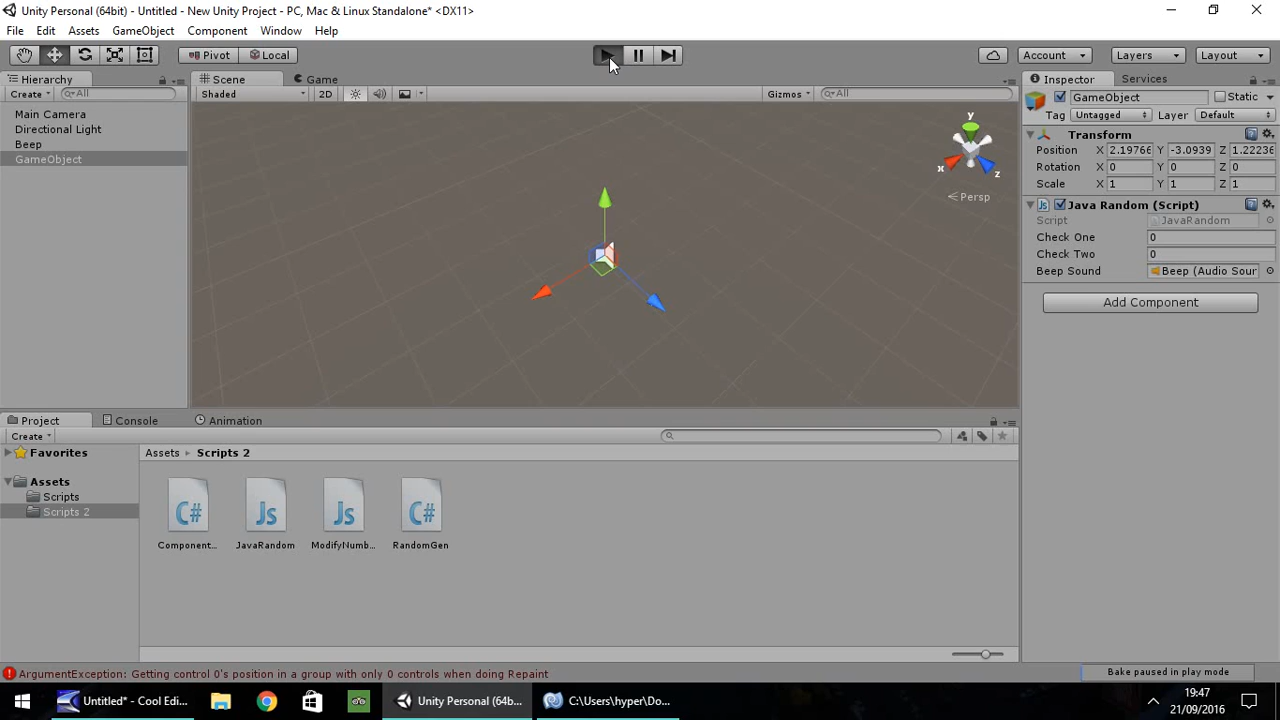 Unity Personal (64bit) - Untitled - New Unity Project - PC, Mac & Linux Standalone* <DX11>
File Edit Assets GameObject Component Window Help
Pivot Local Account Layers Layout
Hierarchy Scene Game Inspector Services
Create All Shaded 2D Gizmos All GameObject Static
Main Camera
Directional Light
Beep
GameObject
Tag Untagged Layer Default
Transform
Position X 2.19766 Y -3.0939 Z 1.22236
Rotation X 0 Y 0 Z 0
Scale X 1 Y 1 Z 1
y
x
z
Persp
Java Random (Script)
Script JavaRandom
Check One 0
Check Two 0
Beep Sound Beep (Audio Sour
Add Component
Project Console Animation
Create
Favorites Assets Scripts 2
Assets
Scripts
Scripts 2
C# Js Js C#
Component... JavaRandom ModifyNumb... RandomGen
ArgumentException: Getting control 0's position in a group with only 0 controls when doing Repaint
Bake paused in play mode
Untitled* - Cool Edi... Unity Personal (64b... C:\Users\hyper\Do... 19:47
21/09/2016